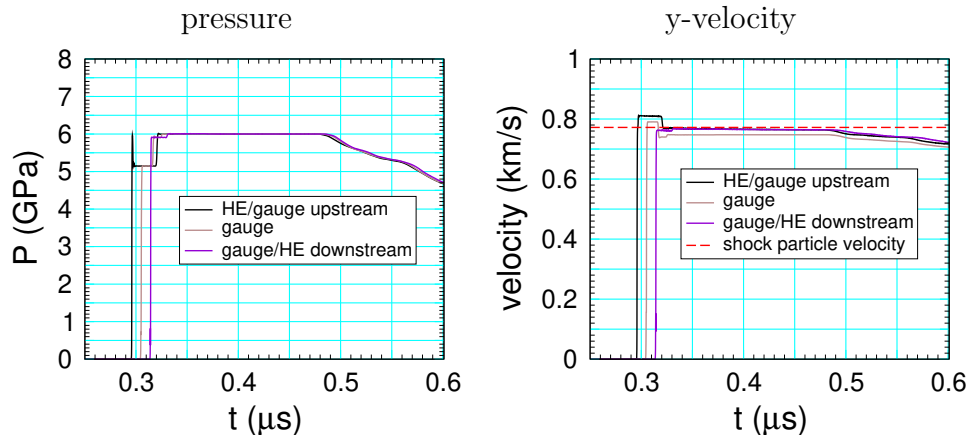 pressure
y-velocity
8
7
6
5
4
3
2
1
0
P (GPa)
HE/gauge upstream
gauge
gauge/HE downstream
0.3
0.4
0.5
0.6
t (μs)
1
0.8
0.6
0.4
0.2
0
velocity (km/s)
HE/gauge upstream
gauge
gauge/HE downstream
shock particle velocity
0.3
0.4
0.5
0.6
t (μs)